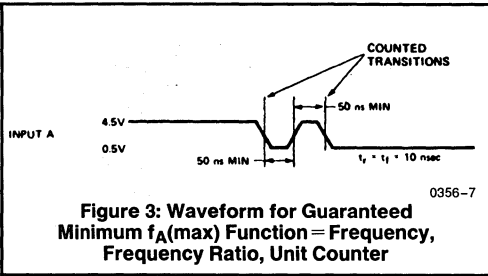 COUNTED
TRANSITIONS
50 ns MIN
4.5V
INPUT A
0.5V
50 ns MIN
tr = tf = 10 nsec
0356-7
Figure 3: Waveform for Guaranteed
Minimum fA(max) Function = Frequency,
Frequency Ratio, Unit Counter